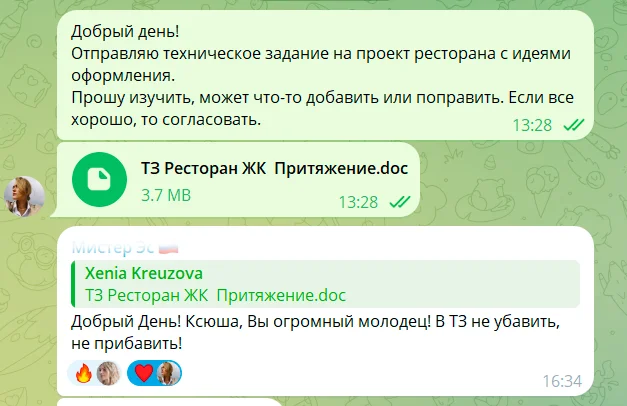 Добрый день!
Отправляю техническое задание на проект ресторана с идеями
оформления.
Прошу изучить, может что-то добавить или поправить. Если все
хорошо, то согласовать.
13:28
ТЗ Ресторан ЖК Притяжение.doc
3.7 MB
13:28
Мистер Эс
Xenia Kreuzova
ТЗ Ресторан ЖК Притяжение.doc
Добрый День! Ксюша, Вы огромный молодец! В ТЗ не убавить,
не прибавить!
16:34